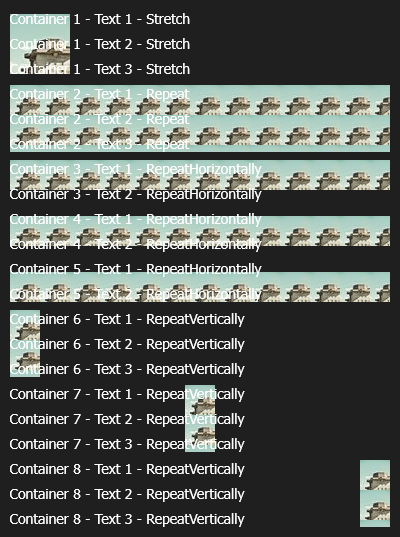 Container 1 - Text 1 - Stretch
Container 1 - Text 2 - Stretch
Container 1 - Text 3 - Stretch
Container 2 - Text 1 - Repeat
Container 2 - Text 2 - Repeat
Container 2 - Text 3 - Repeat
Container 3 - Text 1 - RepeatHorizontally
Container 3 - Text 2 - RepeatHorizontally
Container 4 - Text 1 - RepeatHorizontally
Container 4 - Text 2 - RepeatHorizontally
Container 5 - Text 1 - RepeatHorizontally
Container 5 - Text 2 - RepeatHorizontally
Container 6 - Text 1 - RepeatVertically
Container 6 - Text 2 - RepeatVertically
Container 6 - Text 3 - RepeatVertically
Container 7 - Text 1 - RepeatVertically
Container 7 - Text 2 - RepeatVertically
Container 7 - Text 3 - RepeatVertically
Container 8 - Text 1 - RepeatVertically
Container 8 - Text 2 - RepeatVertically
Container 8 - Text 3 - RepeatVertically